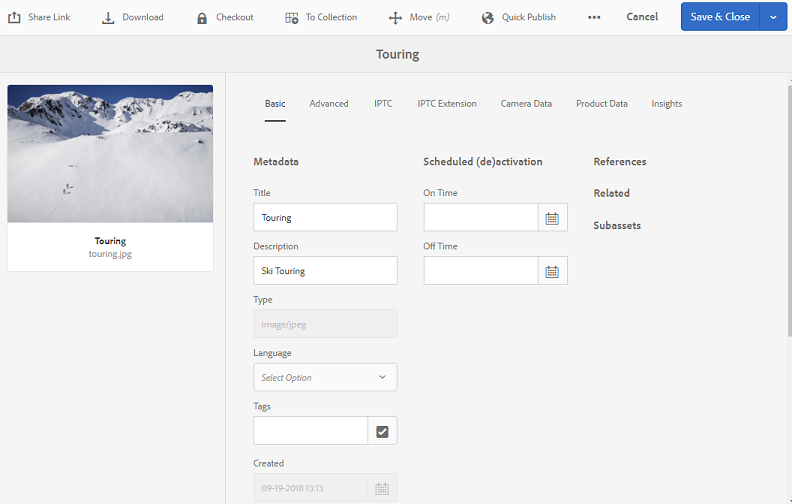 Share Link Download Checkout To Collection Move (m) Quick Publish ••• Cancel Save & Close
Touring
Basic Advanced IPTC IPTC Extension Camera Data Product Data Insights
Metadata Scheduled (de)activation References
Title On Time Related
Touring
Subassets
Description Off Time
Ski Touring
Touring
touring.jpg
Type
image/jpeg
Language
Select Option
Tags
Created
09-19-2018 13:13